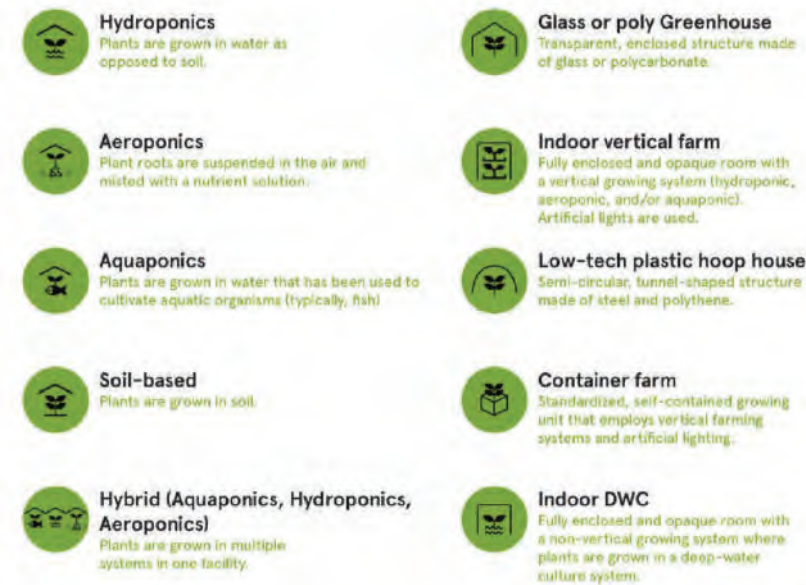 Hydroponics
Plants are grown in water as
opposed to soil.
Aeroponics
Plant roots are suspended in the air and
misted with a nutrient solution.
Aquaponics
Plants are grown in water that has been used to
cultivate aquatic organisms (typically, fish)
Soil-based
Plants are grown in soil.
Hybrid (Aquaponics, Hydroponics,
Aeroponics)
Plants are grown in multiple
systems in one facility.
Glass or poly Greenhouse
Transparent, enclosed structure made
of glass or polycarbonate.
Indoor vertical farm
Fully enclosed and opaque room with
a vertical growing system (hydroponic,
aeroponic, and/or aquaponic).
Artificial lights are used.
Low-tech plastic hoop house
Semi-circular, tunnel-shaped structure
made of steel and polythene.
Container farm
Standardized, self-contained growing
unit that employs vertical farming
systems and artificial lighting.
Indoor DWC
Fully enclosed and opaque room with
a non-vertical growing system where
plants are grown in a deep-water
culture system.